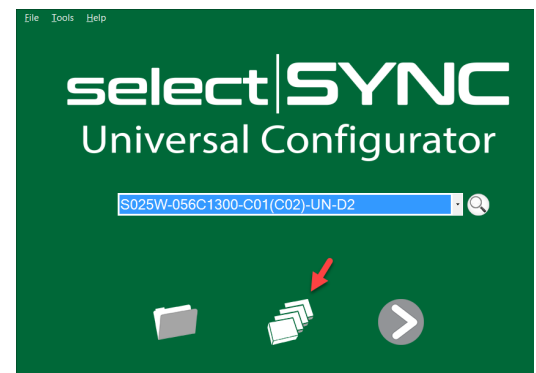 File Tools Help
select|SYNC
Universal Configurator
S025W-056C1300-C01(C02)-UN-D2